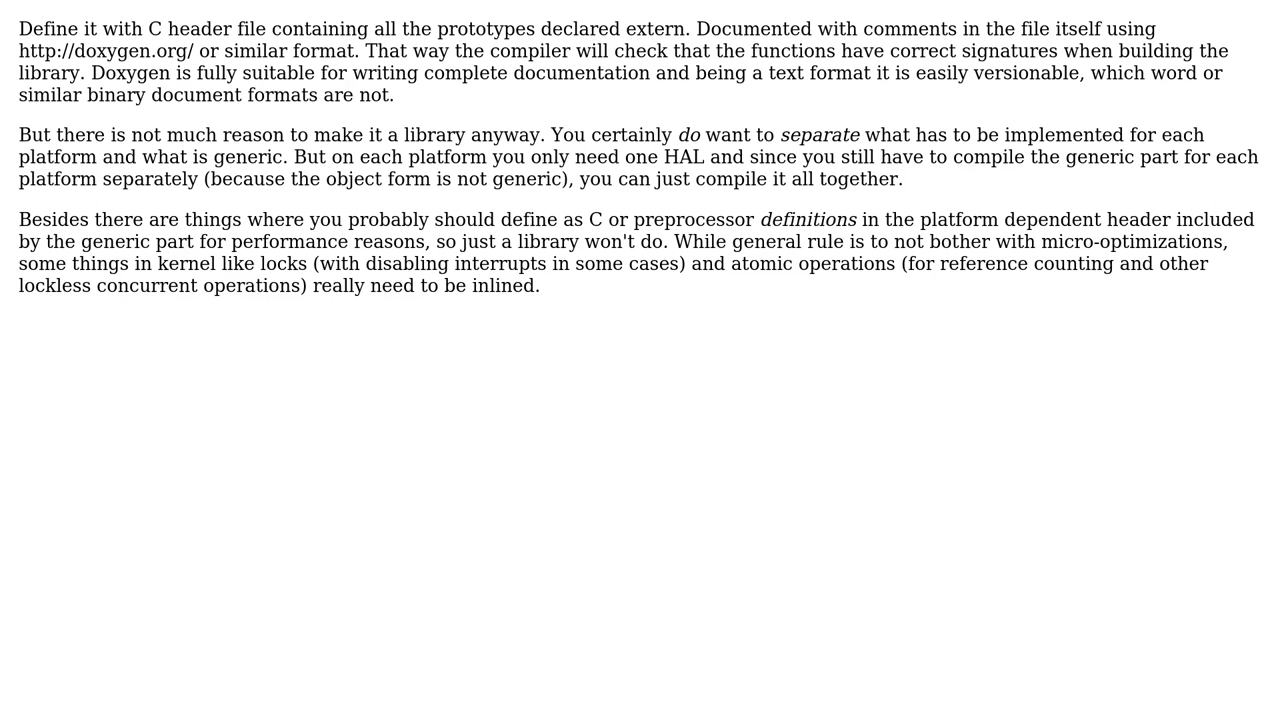 Define it with C header file containing all the prototypes declared extern. Documented with comments in the file itself using
http://doxygen.org/ or similar format. That way the compiler will check that the functions have correct signatures when building the
library. Doxygen is fully suitable for writing complete documentation and being a text format it is easily versionable, which word or
similar binary document formats are not.
But there is not much reason to make it a library anyway. You certainly do want to separate what has to be implemented for each
platform and what is generic. But on each platform you only need one HAL and since you still have to compile the generic part for each
platform separately (because the object form is not generic), you can just compile it all together.
Besides there are things where you probably should define as C or preprocessor definitions in the platform dependent header included
by the generic part for performance reasons, so just a library won't do. While general rule is to not bother with micro-optimizations,
some things in kernel like locks (with disabling interrupts in some cases) and atomic operations (for reference counting and other
lockless concurrent operations) really need to be inlined.